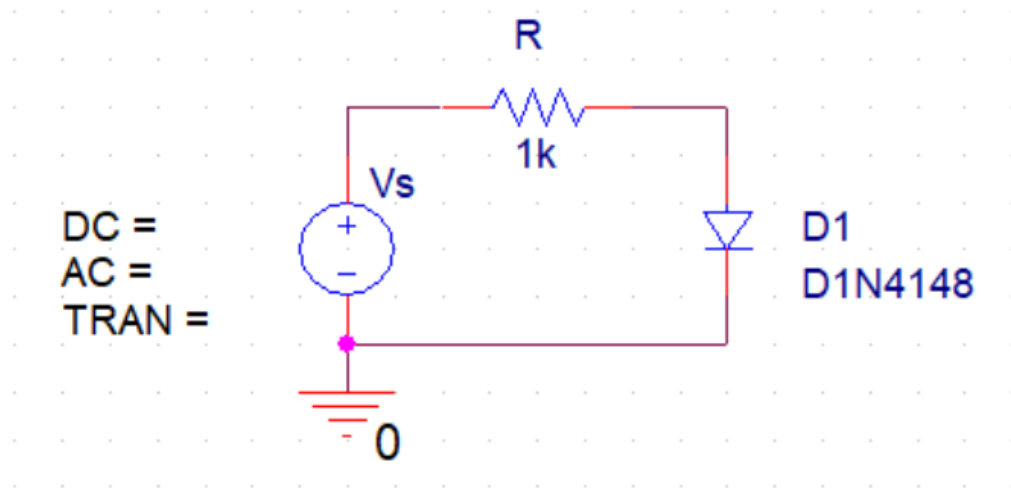 R
1k
Vs
+
−
DC =
AC =
TRAN =
D1
D1N4148
0